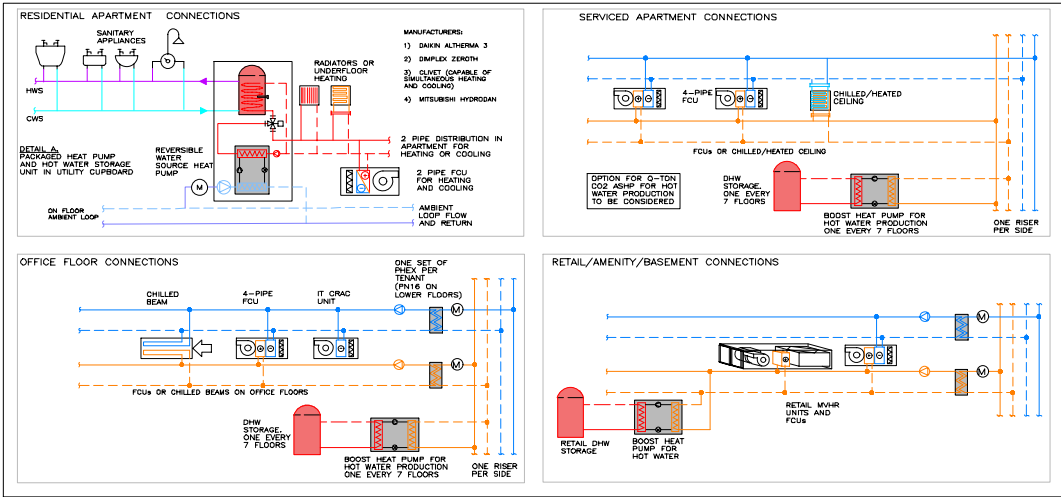 RESIDENTIAL APARTMENT CONNECTIONS
SANITARY
APPLIANCES
HWS
CWS
DETAIL A.
PACKAGED HEAT PUMP
AND HOT WATER STORAGE
UNIT IN UTILITY CUPBOARD
REVERSIBLE
WATER
SOURCE HEAT
PUMP
M
ON FLOOR
AMBIENT LOOP
RADIATORS OR
UNDERFLOOR
HEATING
MANUFACTURERS:
1) DAIKIN ALTHERMA 3
2) DIMPLEX ZEROTH
3) CLIVET (CAPABLE OF
SIMULTANEOUS HEATING
AND COOLING)
4) MITSUBISHI HYDRODAN
2 PIPE DISTRIBUTION IN
APARTMENT FOR
HEATING OR COOLING
2 PIPE FCU
FOR HEATING
AND COOLING
AMBIENT
LOOP FLOW
AND RETURN
SERVICED APARTMENT CONNECTIONS
4-PIPE
FCU
CHILLED/HEATED
CEILING
FCUs OR CHILLED/HEATED CEILING
OPTION FOR Q-TON
CO2 ASHP FOR HOT
WATER PRODUCTION
TO BE CONSIDERED
DHW
STORAGE,
ONE EVERY
7 FLOORS
BOOST HEAT PUMP FOR
HOT WATER PRODUCTION
ONE EVERY 7 FLOORS
ONE RISER
PER SIDE
OFFICE FLOOR CONNECTIONS
CHILLED
BEAM
4-PIPE
FCU
IT CRAC
UNIT
ONE SET OF
PHEX PER
TENANT
(PN16 ON
LOWER FLOORS)
M
M
FCUs OR CHILLED BEAMS ON OFFICE FLOORS
DHW
STORAGE,
ONE EVERY
7 FLOORS
BOOST HEAT PUMP FOR
HOT WATER PRODUCTION
ONE EVERY 7 FLOORS
ONE RISER
PER SIDE
RETAIL/AMENITY/BASEMENT CONNECTIONS
M
M
RETAIL MVHR
UNITS AND
FCUs
RETAIL DHW
STORAGE
BOOST HEAT
PUMP FOR
HOT WATER